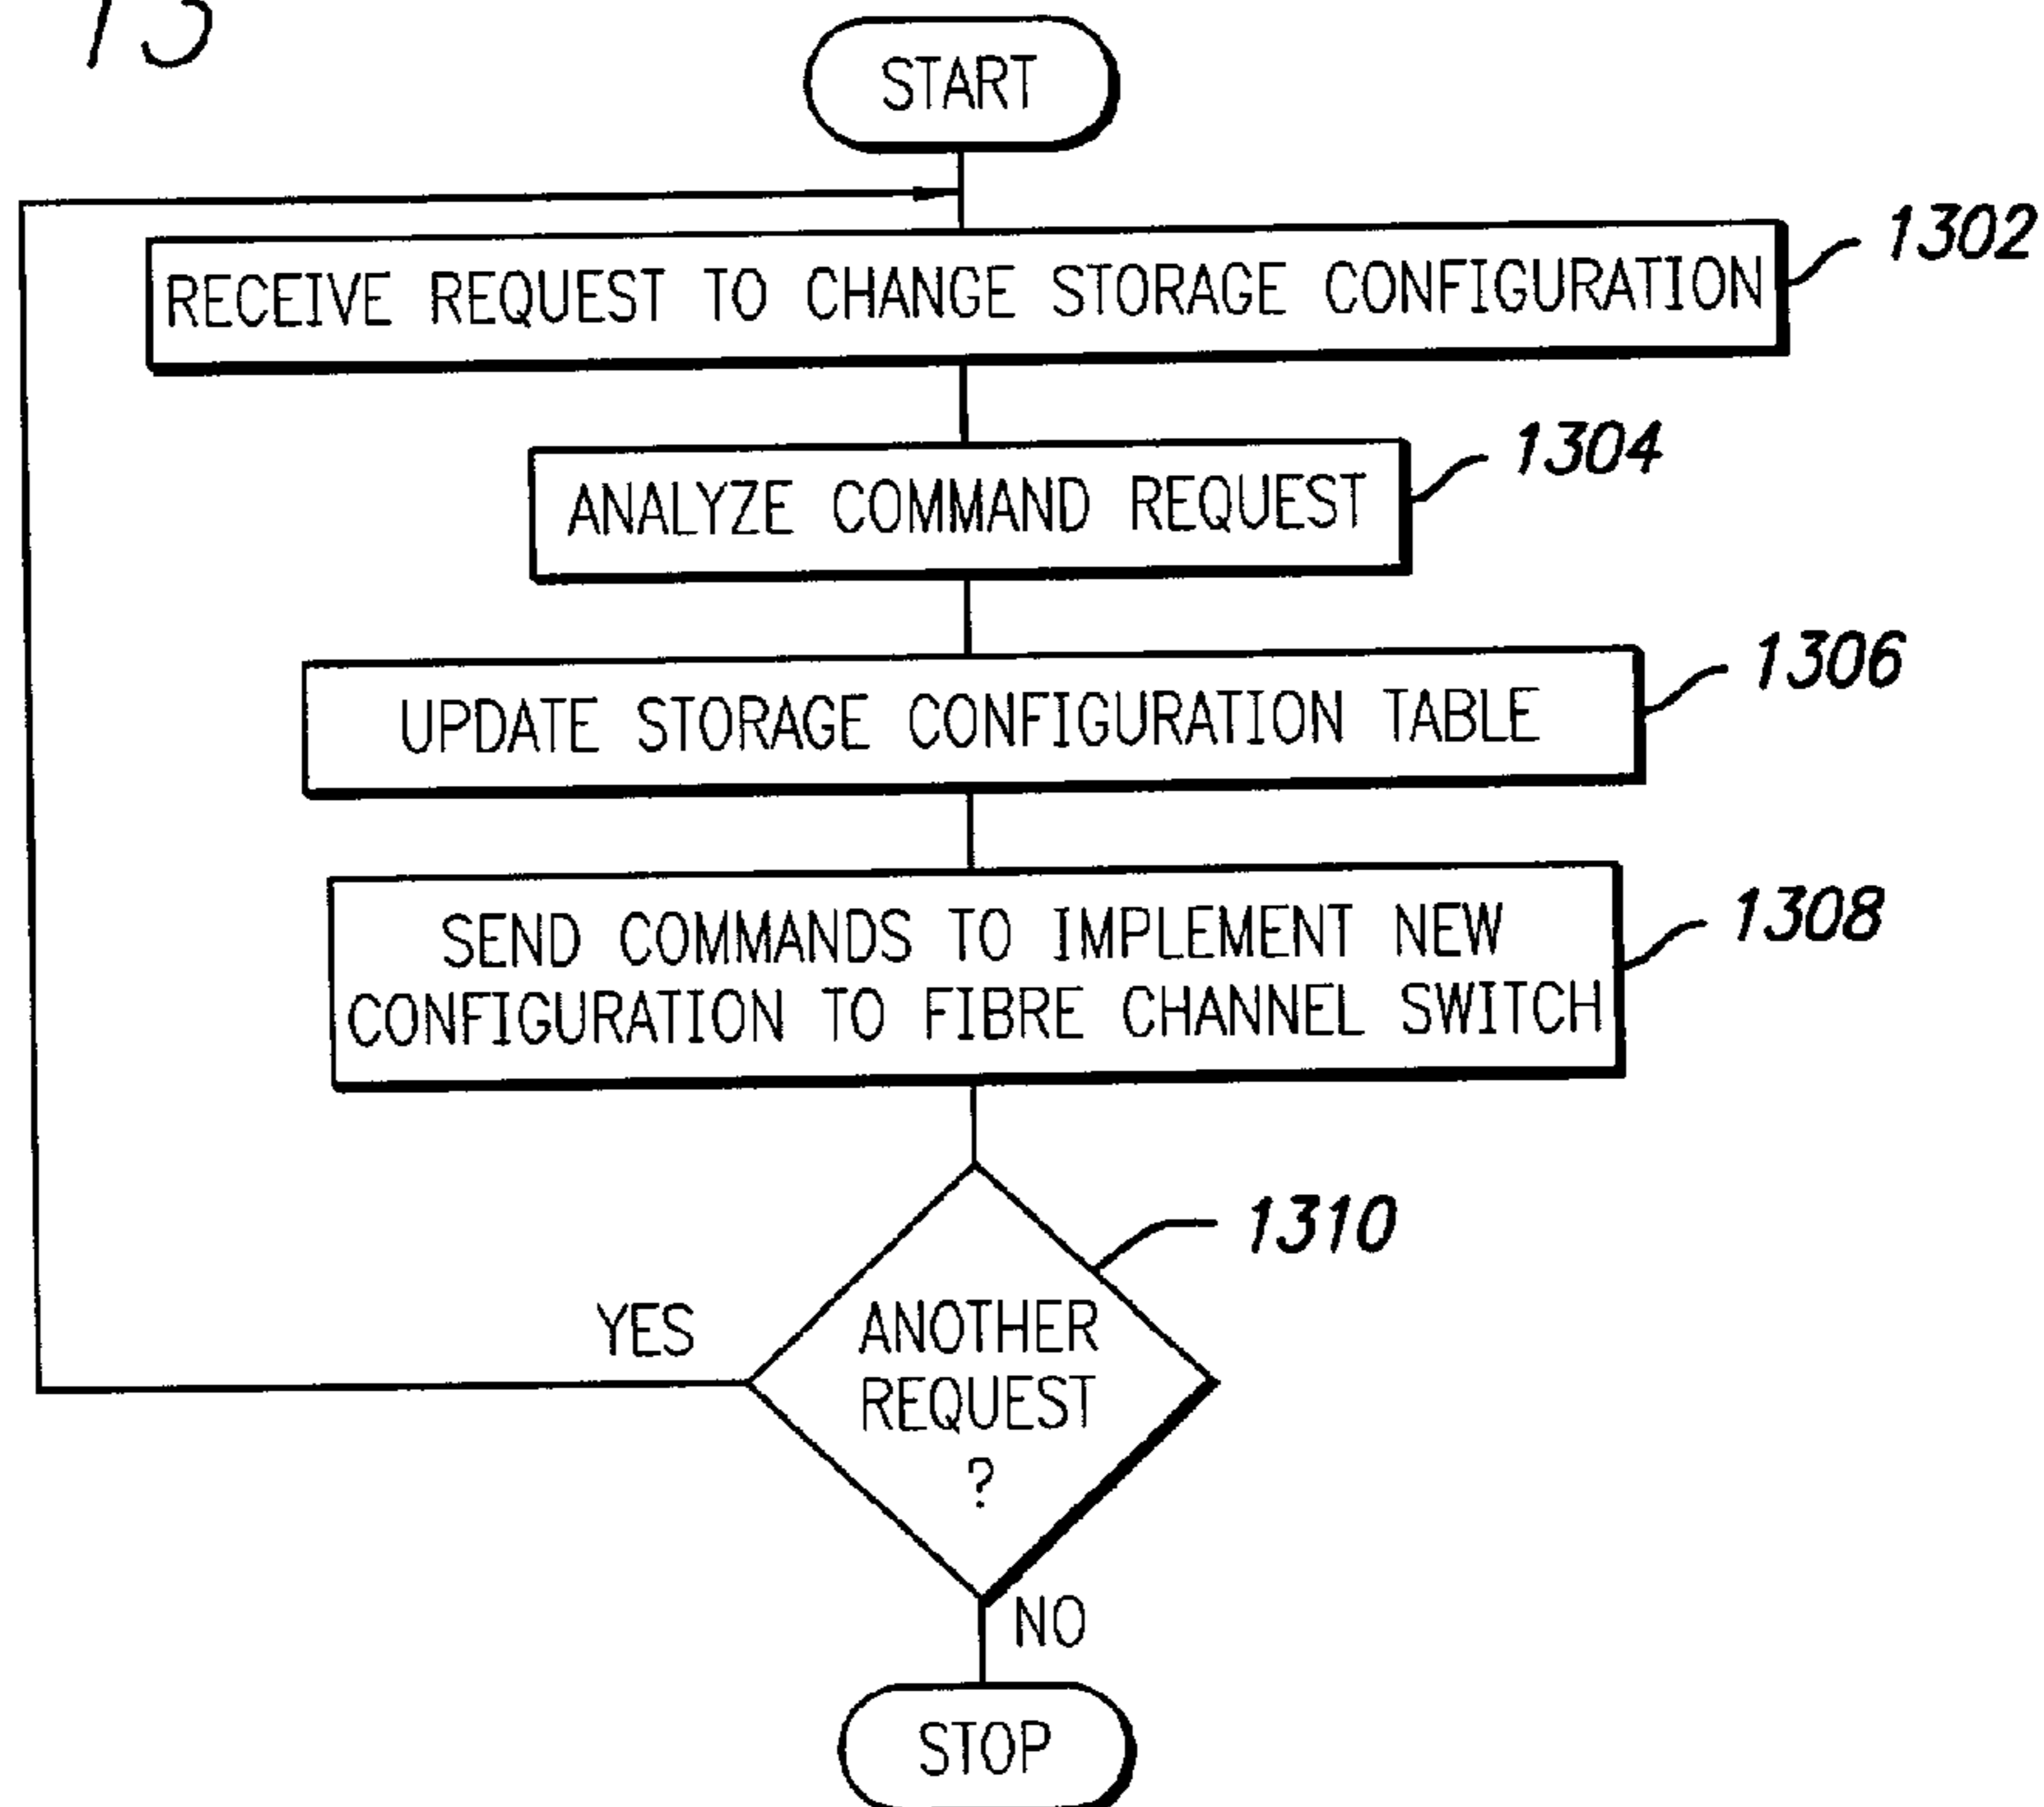 13
START
RECEIVE REQUEST TO CHANGE STORAGE CONFIGURATION
1302
ANALYZE COMMAND REQUEST
1304
UPDATE STORAGE CONFIGURATION TABLE
1306
SEND COMMANDS TO IMPLEMENT NEW
CONFIGURATION TO FIBRE CHANNEL SWITCH
1308
1310
YES
ANOTHER
REQUEST
?
NO
STOP